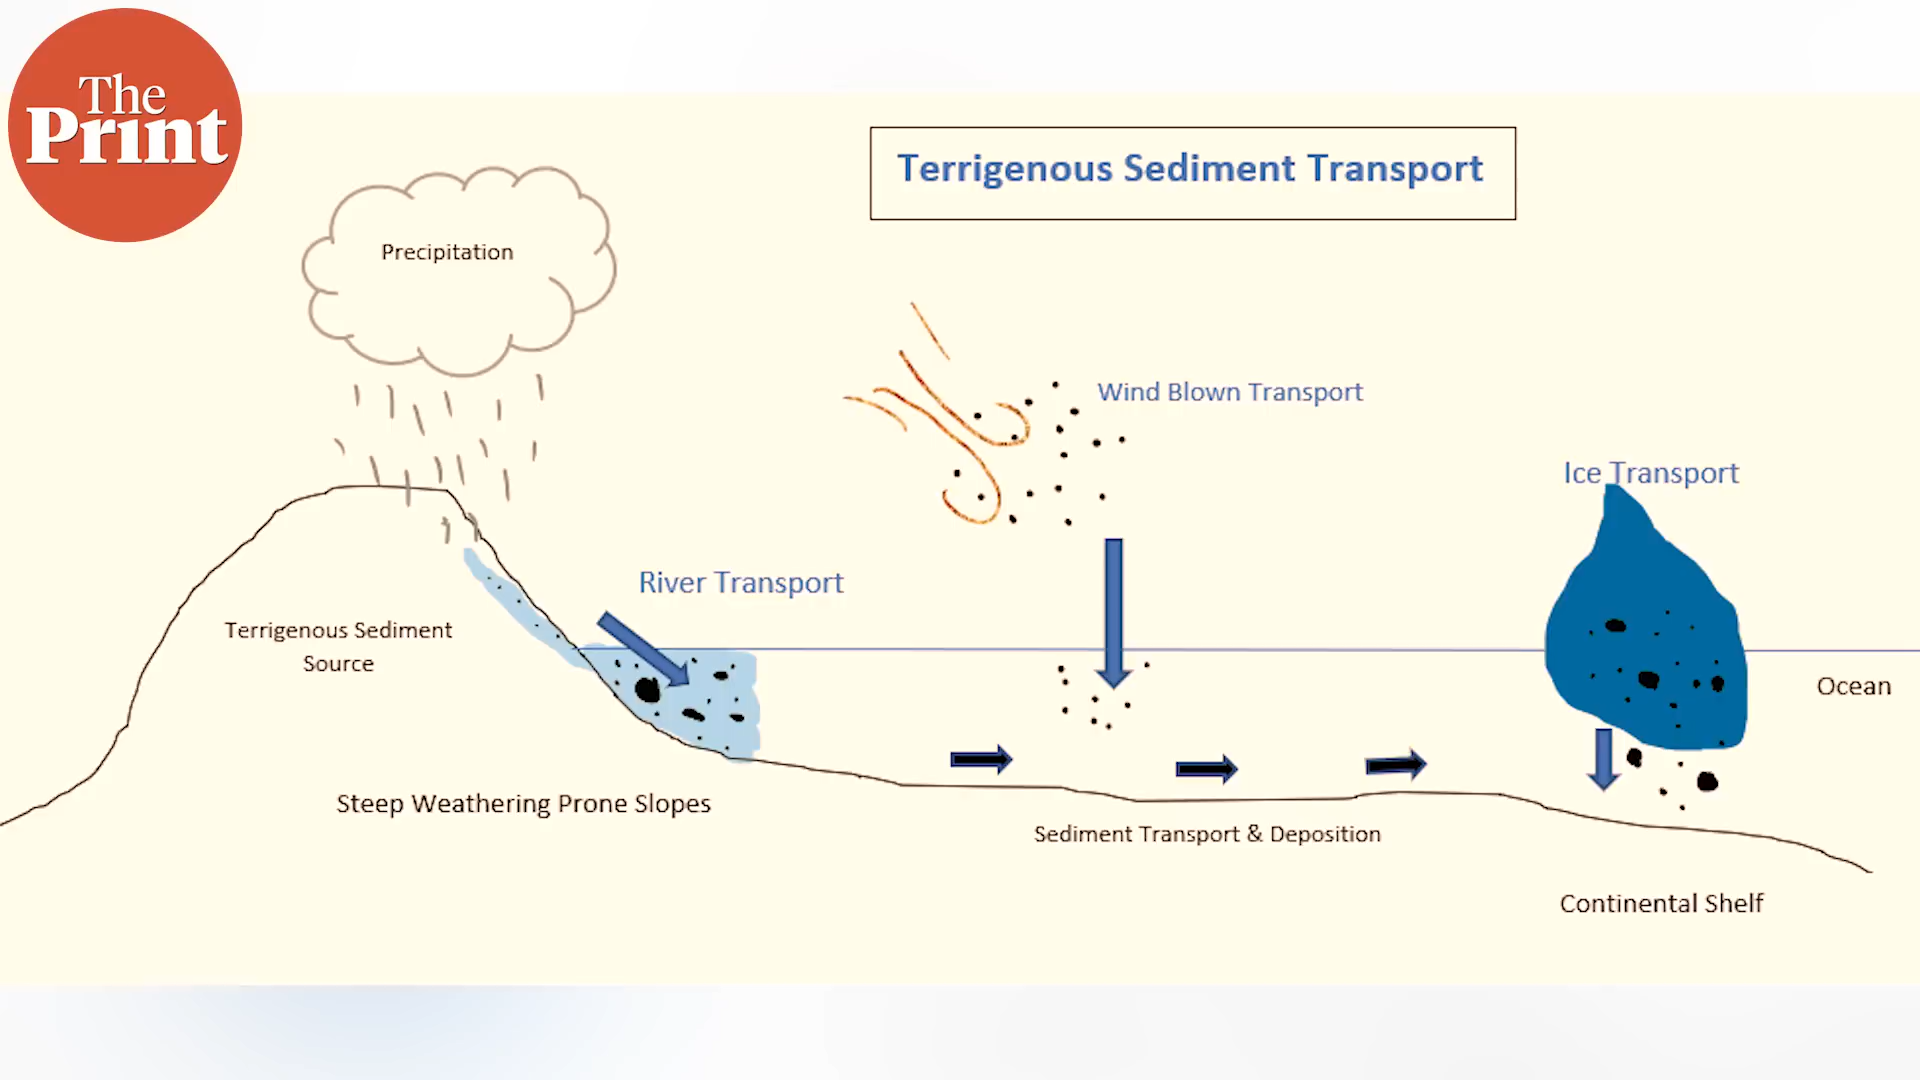 The
Print
Terrigenous Sediment Transport
Precipitation
Wind Blown Transport
Ice Transport
River Transport
Terrigenous Sediment
Source
Ocean
Steep Weathering Prone Slopes
Sediment Transport & Deposition
Continental Shelf